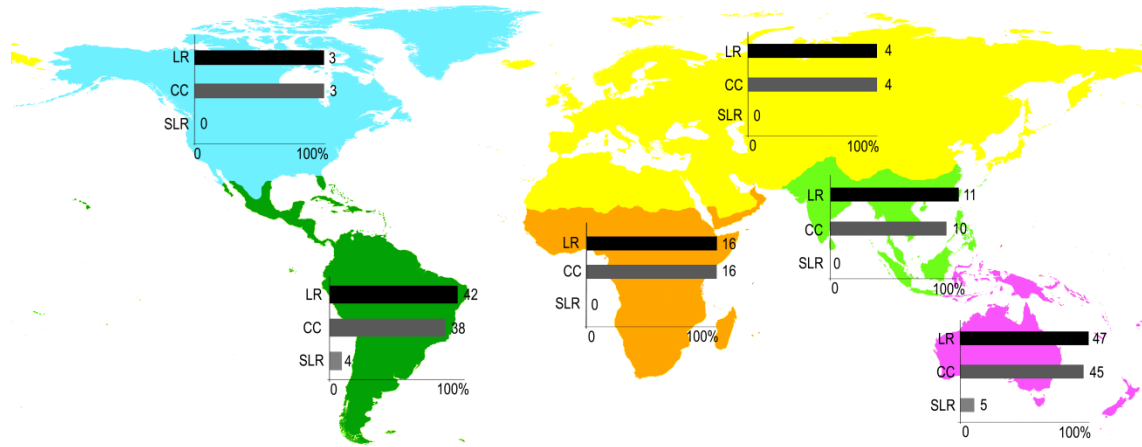 LR 3
CC 3
SLR 0
0 100%
LR 4
CC 4
SLR 0
0 100%
LR 11
CC 10
SLR 0
0 100%
LR 16
CC 16
SLR 0
0 100%
LR 42
CC 38
SLR 4
0 100%
LR 47
CC 45
SLR 5
0 100%